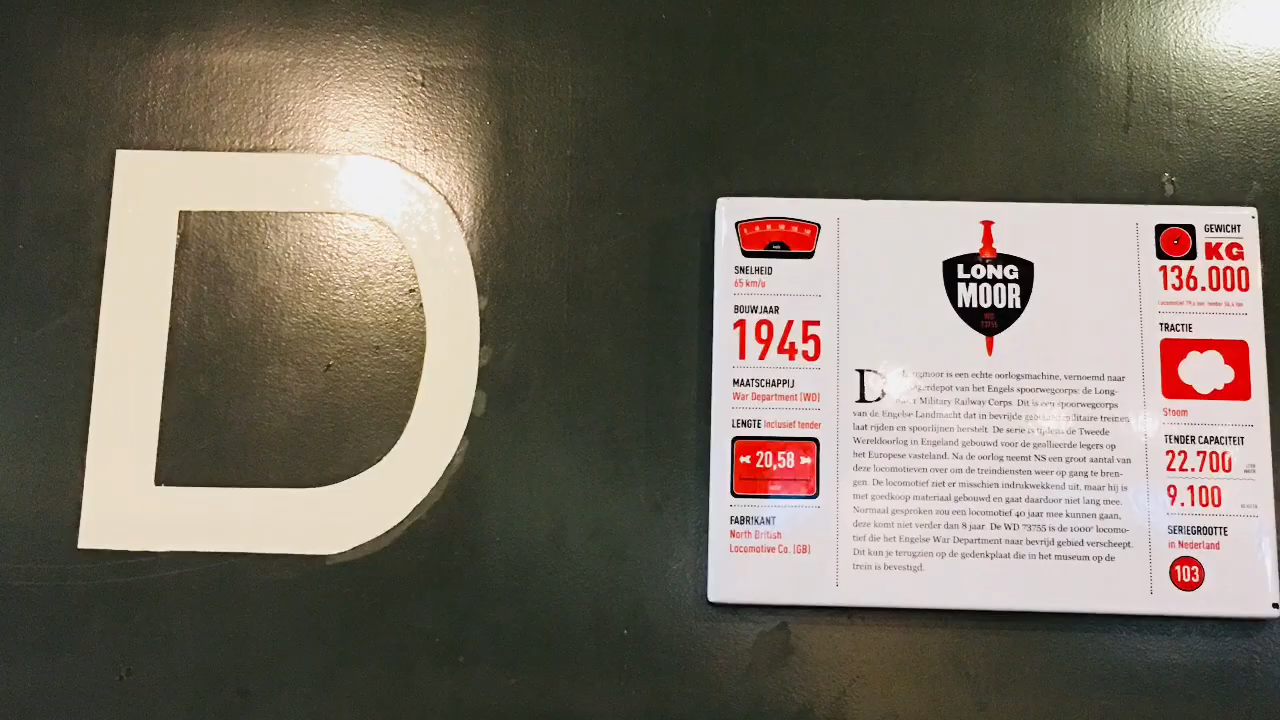 D
SNELHEID
65 km/u
BOUWJAAR
1945
MAATSCHAPPIJ
War Department (WD)
LENGTE Inclusief tender
20,58
FABRIKANT
North British
Locomotive Co. (GB)
LONG
MOOR
WD
73755
De Longmoor is een echte oorlogsmachine, vernoemd naar
legerdepot van het Engels spoorwegcorps: de Long-
Military Railway Corps. Dit is een spoorwegcorps
van de Engelse Landmacht dat in bevrijde gebieden militaire treinen
laat rijden en spoorlijnen herstelt. De serie is tijdens de Tweede
Wereldoorlog in Engeland gebouwd voor de geallieerde legers op
het Europese vasteland. Na de oorlog neemt NS een groot aantal van
deze locomotieven over om de treindiensten weer op gang te bren-
gen. De locomotief ziet er misschien indrukwekkend uit, maar hij is
met goedkoop materiaal gebouwd en gaat daardoor niet lang mee.
Normaal gesproken zou een locomotief 40 jaar mee kunnen gaan,
deze komt niet verder dan 8 jaar. De WD 73755 is de 1000e locomo-
tief die het Engelse War Department naar bevrijd gebied verscheept.
Dit kun je terugzien op de gedenkplaat die in het museum op de
trein is bevestigd.
GEWICHT
KG
136.000
TRACTIE
Stoom
TENDER CAPACITEIT
22.700
9.100
SERIEGROOTTE
in Nederland
103